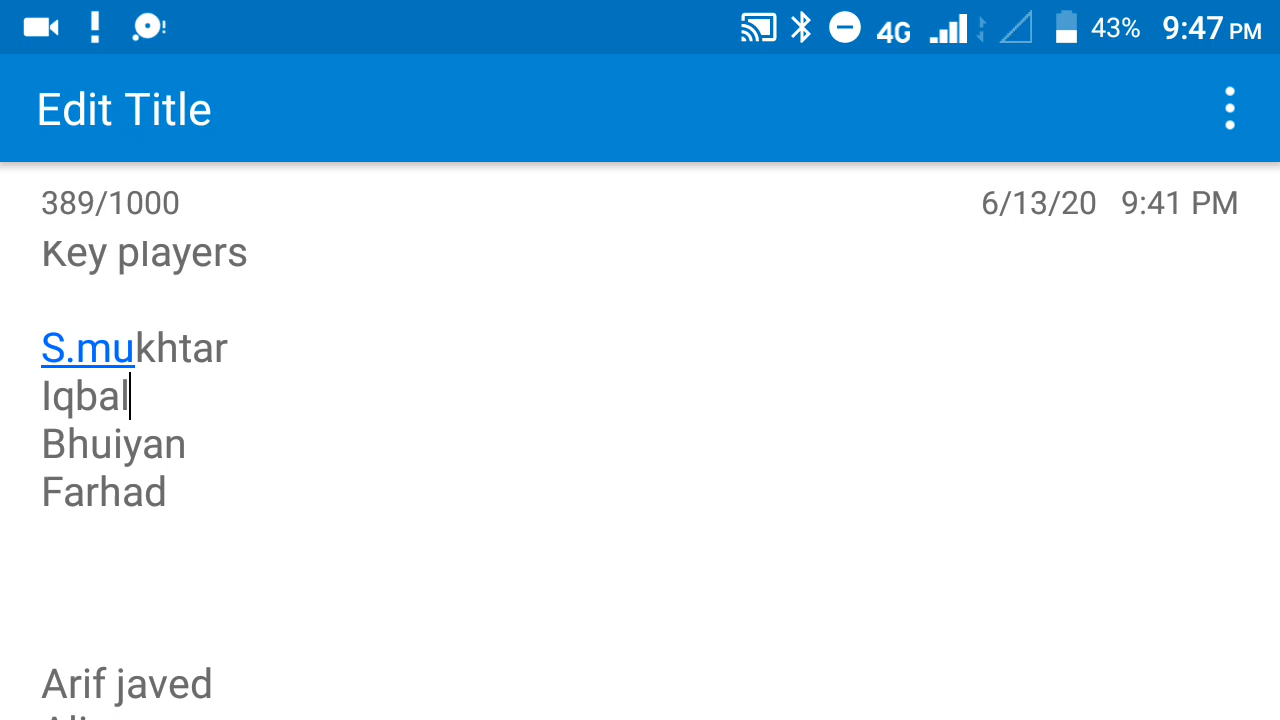 4G 43% 9:47 PM
Edit Title
389/1000 6/13/20 9:41 PM
Key players
S.mukhtar
Iqbal
Bhuiyan
Farhad
Arif javed